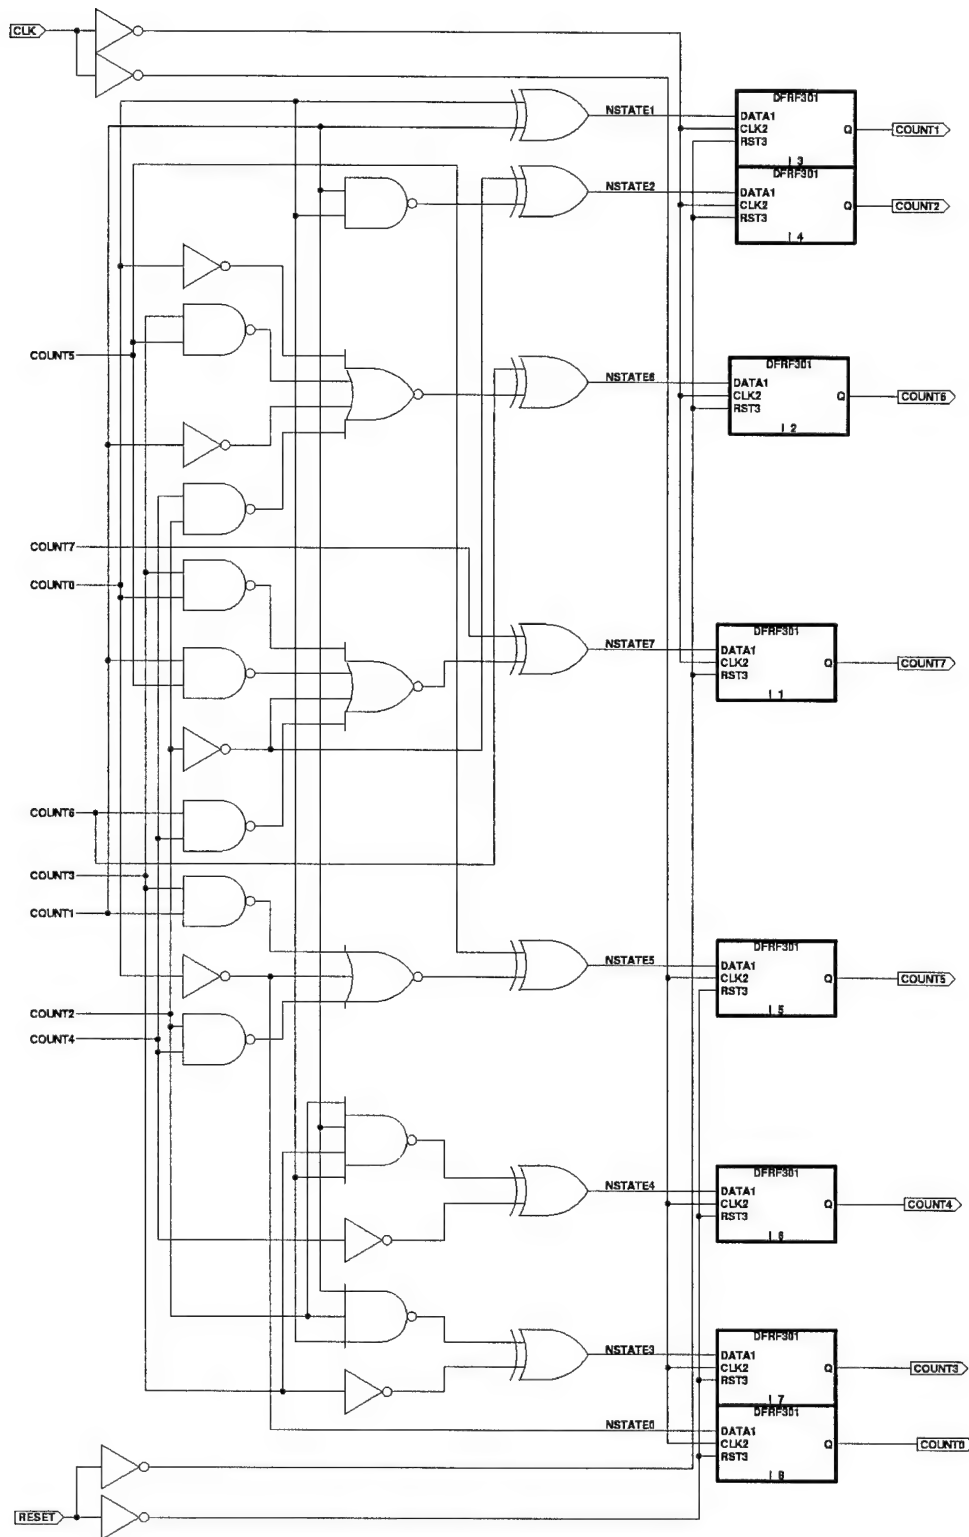 CLK
DFRF301
NSTATE1
DATA1
CLK2
RST3
Q
COUNT1
I 3
DFRF301
NSTATE2
DATA1
CLK2
RST3
Q
COUNT2
I 4
COUNT5
DFRF301
NSTATE6
DATA1
CLK2
RST3
Q
COUNT6
I 2
COUNT7
COUNT0
DFRF301
NSTATE7
DATA1
CLK2
RST3
Q
COUNT7
I 1
COUNT6
COUNT3
COUNT1
DFRF301
NSTATE5
DATA1
CLK2
RST3
Q
COUNT5
I 5
COUNT2
COUNT4
DFRF301
NSTATE4
DATA1
CLK2
RST3
Q
COUNT4
I 6
DFRF301
NSTATE3
DATA1
CLK2
RST3
Q
COUNT3
I 7
DFRF301
NSTATE0
DATA1
CLK2
RST3
Q
COUNT0
I 8
RESET